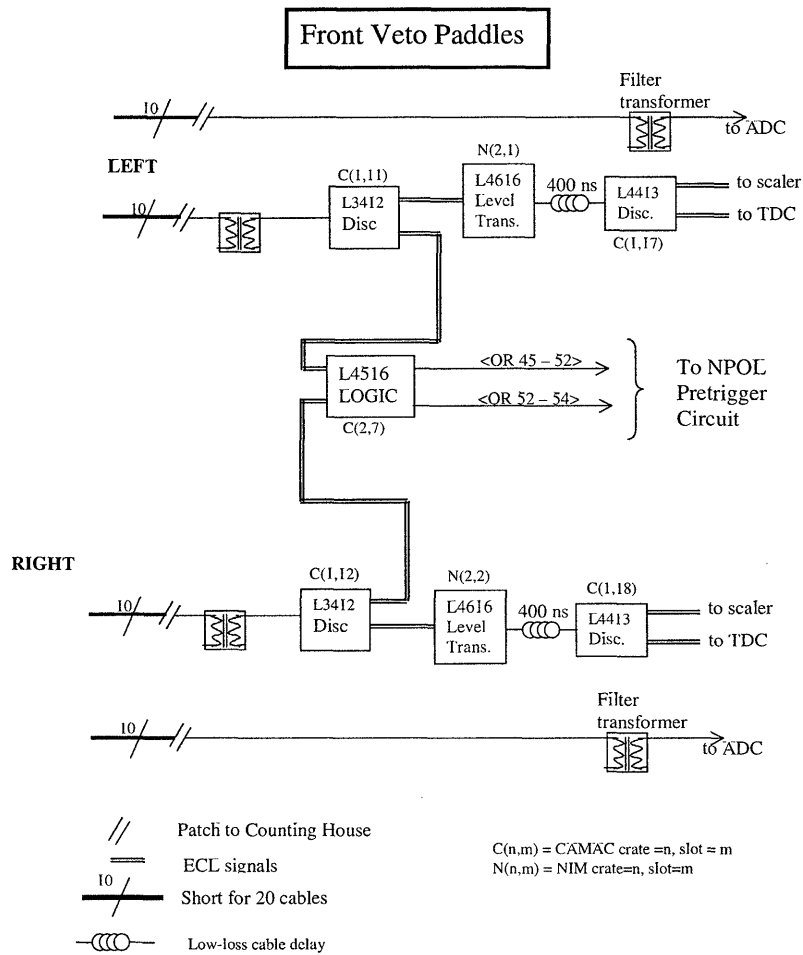 Front Veto Paddles
10
Filter
transformer
to ADC
LEFT
10
C(1,11)
L3412
Disc
N(2,1)
L4616
Level
Trans.
400 ns
L4413
Disc.
C(1,17)
to scaler
to TDC
L4516
LOGIC
C(2,7)
<OR 45 – 52>
<OR 52 – 54>
To NPOL
Pretrigger
Circuit
RIGHT
10
C(1,12)
L3412
Disc
N(2,2)
L4616
Level
Trans.
400 ns
C(1,18)
L4413
Disc.
to scaler
to TDC
10
Filter
transformer
to ADC
Patch to Counting House
ECL signals
10
Short for 20 cables
Low-loss cable delay
C(n,m) = CAMAC crate =n, slot = m
N(n,m) = NIM crate=n, slot=m